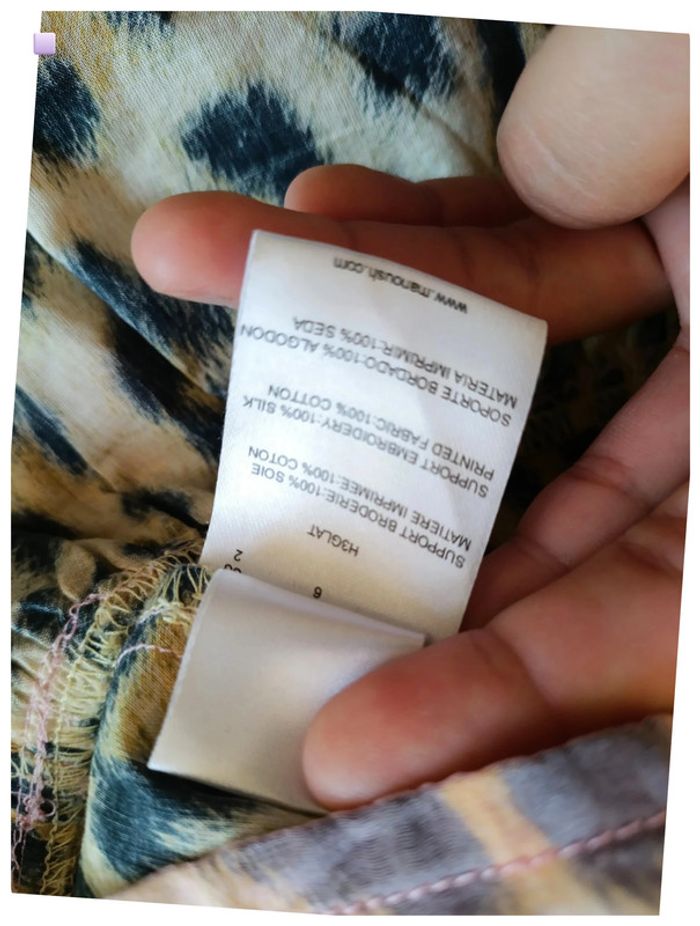 6
2
H3GLAT
SUPPORT BRODERIE:100% SOIE
MATIERE IMPRIMEE:100% COTON
SUPPORT EMBROIDERY:100% SILK
PRINTED FABRIC:100% COTTON
SOPORTE BORDADO:100% ALGODON
MATERIA IMPRIMIR:100% SEDA
www.manoush.com